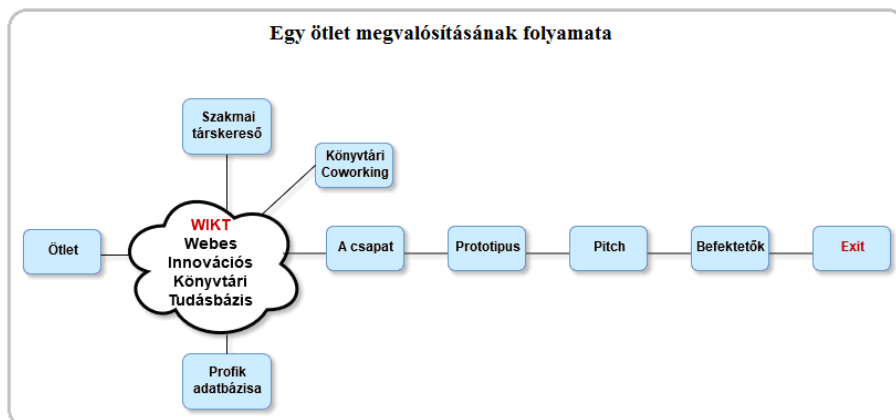 Egy ötlet megvalósításának folyamata
Szakmai
társkereső
Könyvtári
Coworking
Ötlet
WIKT
Webes
Innovációs
Könyvtári
Tudásbázis
A csapat
Prototipus
Pitch
Befektetők
Exit
Profik
adatbázisa